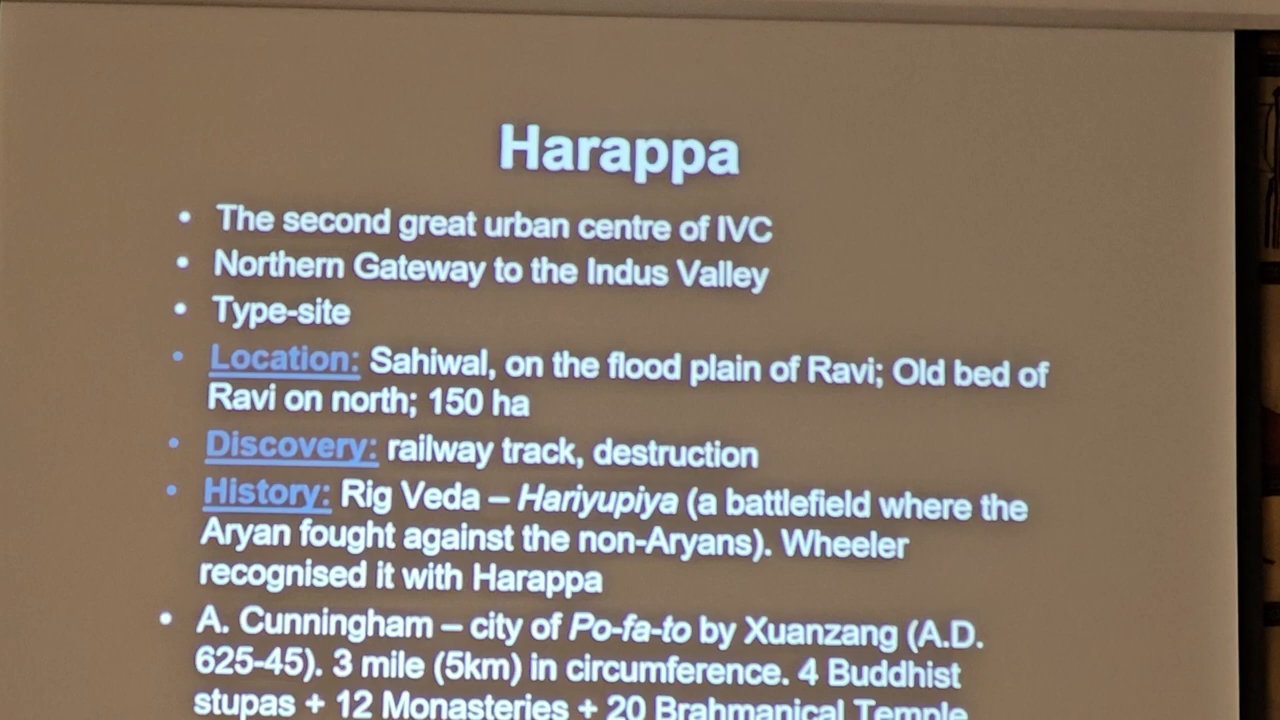 Harappa
• The second great urban centre of IVC
• Northern Gateway to the Indus Valley
• Type-site
• Location: Sahiwal, on the flood plain of Ravi; Old bed of
Ravi on north; 150 ha
• Discovery: railway track, destruction
• History: Rig Veda – Hariyupiya (a battlefield where the
Aryan fought against the non-Aryans). Wheeler
recognised it with Harappa
• A. Cunningham – city of Po-fa-to by Xuanzang (A.D.
625-45). 3 mile (5km) in circumference. 4 Buddhist
stupas + 12 Monasteries + 20 Brahmanical Temple